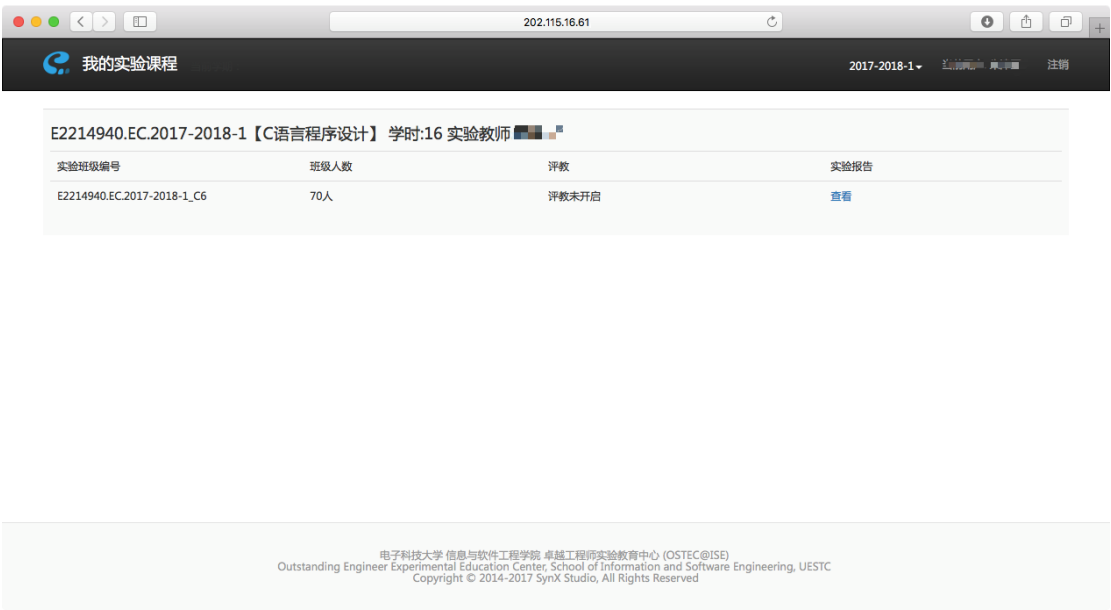 202.115.16.61
我的实验课程
2017-2018-1
注销
E2214940.EC.2017-2018-1【C语言程序设计】 学时:16 实验教师
实验班级编号 班级人数 评教 实验报告
E2214940.EC.2017-2018-1_C6 70人 评教未开启 查看
电子科技大学 信息与软件工程学院 卓越工程师实验教育中心 (OSTEC@ISE)
Outstanding Engineer Experimental Education Center, School of Information and Software Engineering, UESTC
Copyright © 2014-2017 SynX Studio, All Rights Reserved